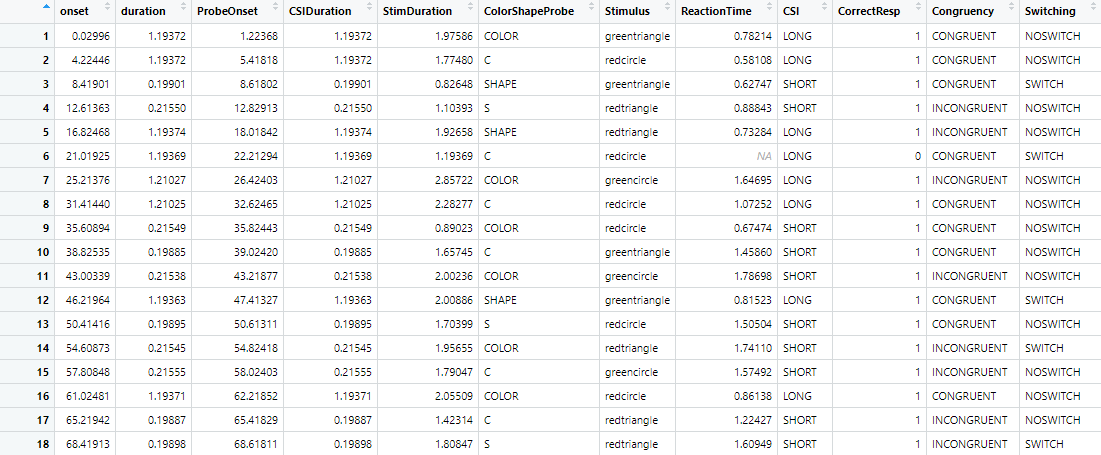 onset duration ProbeOnset CSIDuration StimDuration ColorShapeProbe Stimulus ReactionTime CSI CorrectResp Congruency Switching
1 0.02996 1.19372 1.22368 1.19372 1.97586 COLOR greentriangle 0.78214 LONG 1 CONGRUENT NOSWITCH
2 4.22446 1.19372 5.41818 1.19372 1.77480 C redcircle 0.58108 LONG 1 CONGRUENT NOSWITCH
3 8.41901 0.19901 8.61802 0.19901 0.82648 SHAPE greentriangle 0.62747 SHORT 1 CONGRUENT SWITCH
4 12.61363 0.21550 12.82913 0.21550 1.10393 S redtriangle 0.88843 SHORT 1 INCONGRUENT NOSWITCH
5 16.82468 1.19374 18.01842 1.19374 1.92658 SHAPE redtriangle 0.73284 LONG 1 INCONGRUENT NOSWITCH
6 21.01925 1.19369 22.21294 1.19369 1.19369 C redcircle NA LONG 0 CONGRUENT SWITCH
7 25.21376 1.21027 26.42403 1.21027 2.85722 COLOR greencircle 1.64695 LONG 1 INCONGRUENT NOSWITCH
8 31.41440 1.21025 32.62465 1.21025 2.28277 C redcircle 1.07252 LONG 1 CONGRUENT NOSWITCH
9 35.60894 0.21549 35.82443 0.21549 0.89023 COLOR redcircle 0.67474 SHORT 1 CONGRUENT NOSWITCH
10 38.82535 0.19885 39.02420 0.19885 1.65745 C greentriangle 1.45860 SHORT 1 CONGRUENT NOSWITCH
11 43.00339 0.21538 43.21877 0.21538 2.00236 COLOR greencircle 1.78698 SHORT 1 INCONGRUENT NOSWITCH
12 46.21964 1.19363 47.41327 1.19363 2.00886 SHAPE greentriangle 0.81523 LONG 1 CONGRUENT SWITCH
13 50.41416 0.19895 50.61311 0.19895 1.70399 S redcircle 1.50504 SHORT 1 CONGRUENT NOSWITCH
14 54.60873 0.21545 54.82418 0.21545 1.95655 COLOR redtriangle 1.74110 SHORT 1 INCONGRUENT SWITCH
15 57.80848 0.21555 58.02403 0.21555 1.79047 C greencircle 1.57492 SHORT 1 INCONGRUENT NOSWITCH
16 61.02481 1.19371 62.21852 1.19371 2.05509 COLOR redcircle 0.86138 LONG 1 CONGRUENT NOSWITCH
17 65.21942 0.19887 65.41829 0.19887 1.42314 C redtriangle 1.22427 SHORT 1 INCONGRUENT NOSWITCH
18 68.41913 0.19898 68.61811 0.19898 1.80847 S redtriangle 1.60949 SHORT 1 INCONGRUENT SWITCH